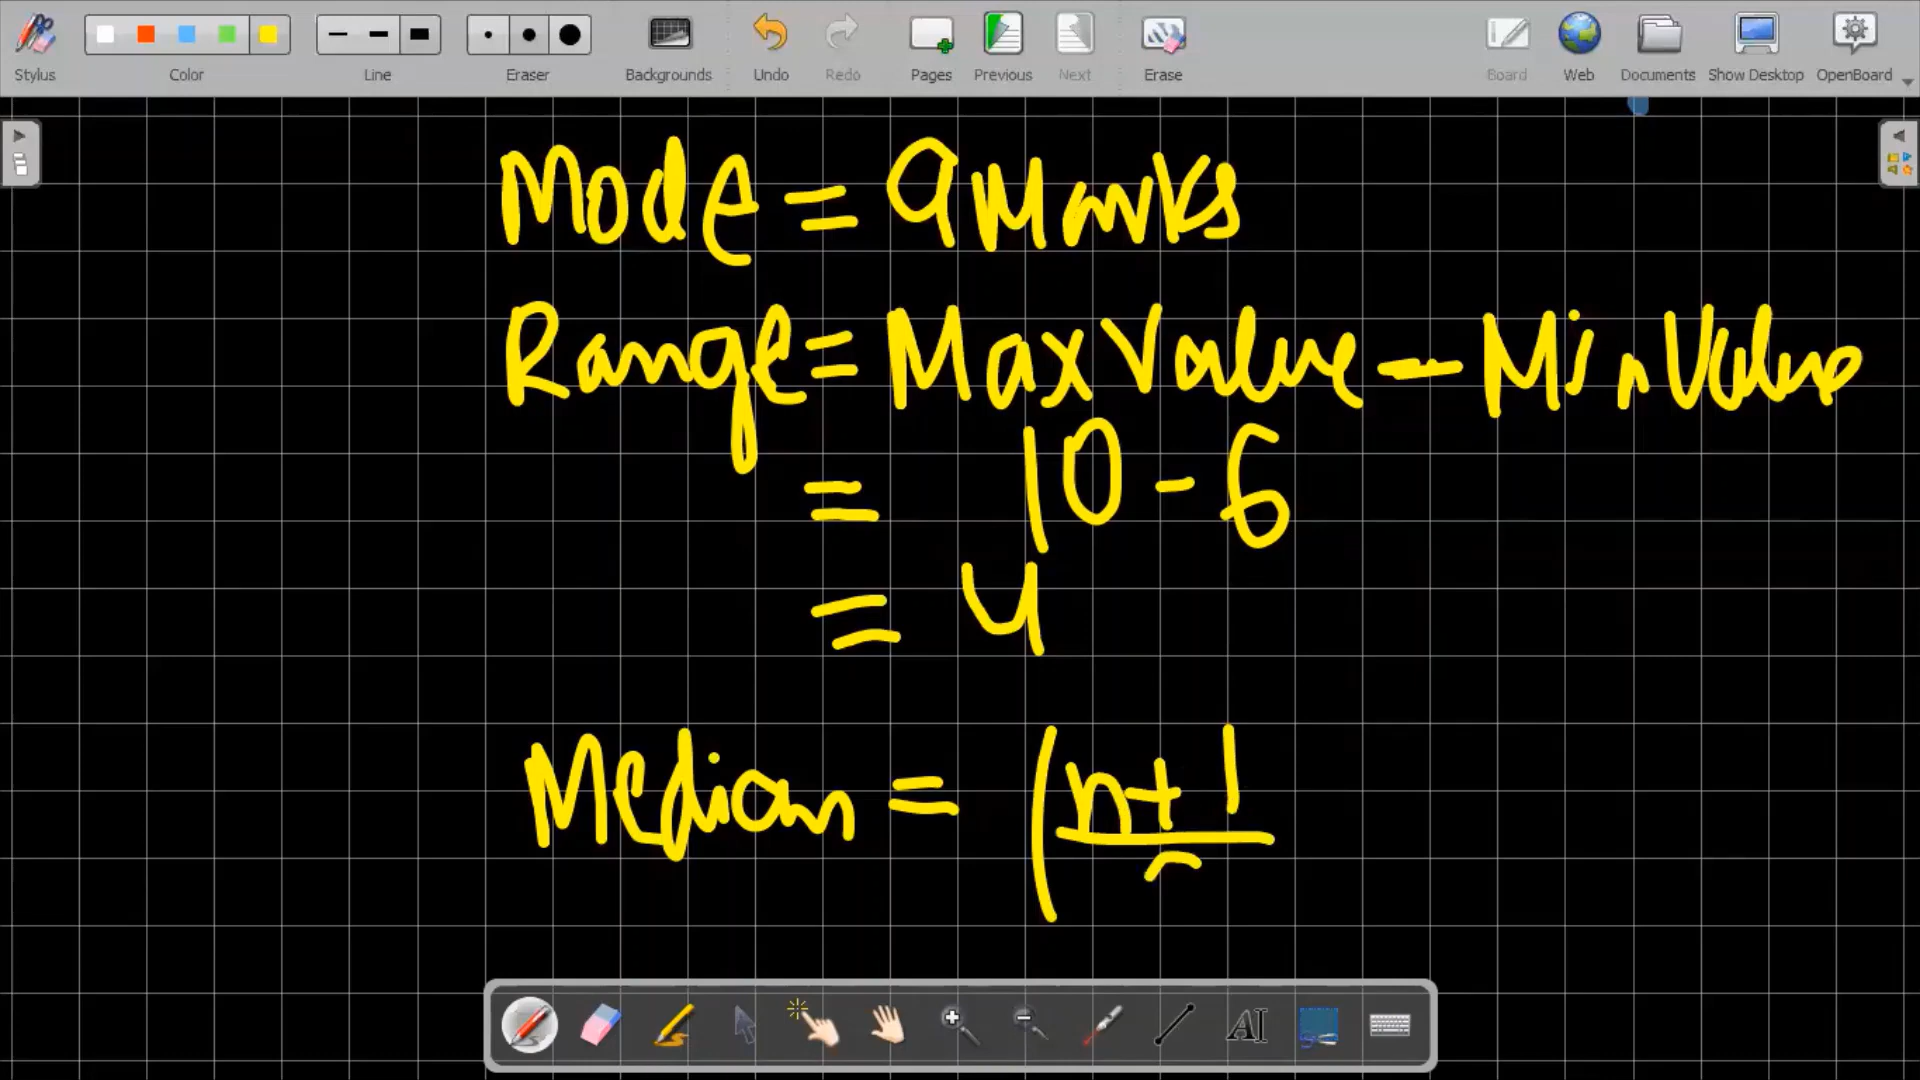 Stylus
Color
Line
Eraser
Backgrounds
Undo
Redo
Pages
Previous
Next
Erase
Board
Web
Documents
Show Desktop
OpenBoard
Mode = 9 Marks
Range = Max Value - Min Value
= 10 - 6
= 4
Median = (n+1
AI